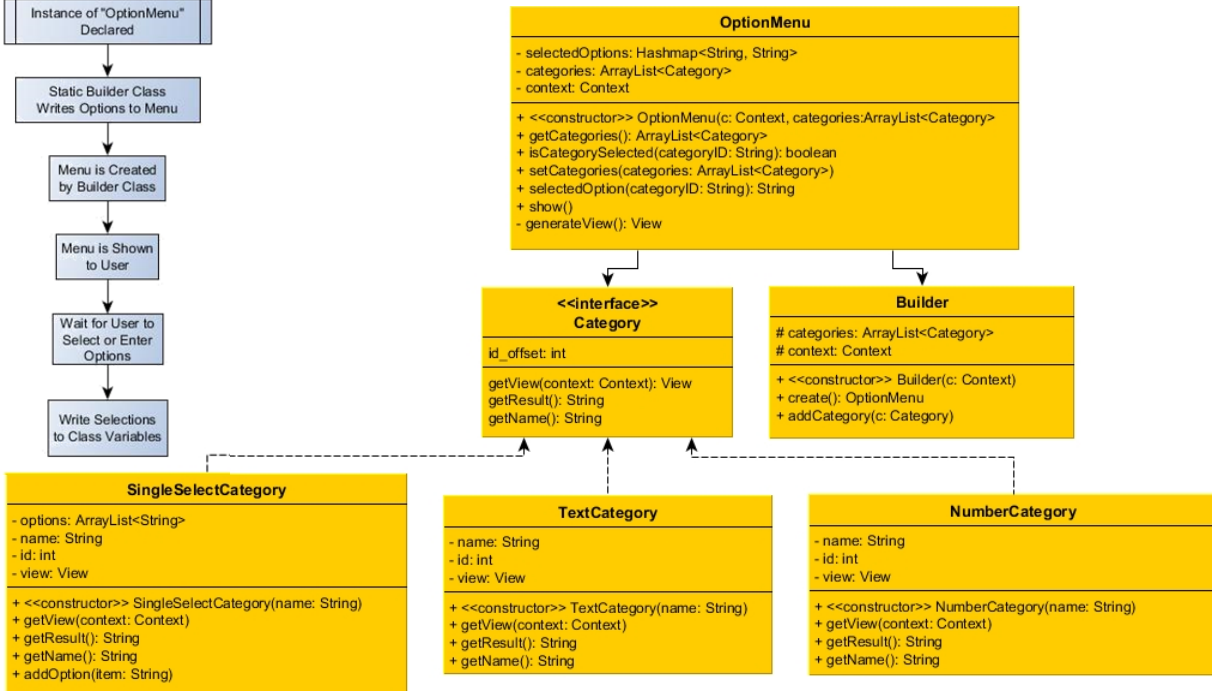 Instance of "OptionMenu"
Declared
Static Builder Class
Writes Options to Menu
Menu is Created
by Builder Class
Menu is Shown
to User
Wait for User to
Select or Enter
Options
Write Selections
to Class Variables
OptionMenu
- selectedOptions: Hashmap<String, String>
- categories: ArrayList<Category>
- context: Context
+ <<constructor>> OptionMenu(c: Context, categories:ArrayList<Category>
+ getCategories(): ArrayList<Category>
+ isCategorySelected(categoryID: String): boolean
+ setCategories(categories: ArrayList<Category>)
+ selectedOption(categoryID: String): String
+ show()
- generateView(): View
<<interface>>
Category
id_offset: int
getView(context: Context): View
getResult(): String
getName(): String
Builder
# categories: ArrayList<Category>
# context: Context
+ <<constructor>> Builder(c: Context)
+ create(): OptionMenu
+ addCategory(c: Category)
SingleSelectCategory
- options: ArrayList<String>
- name: String
- id: int
- view: View
+ <<constructor>> SingleSelectCategory(name: String)
+ getView(context: Context)
+ getResult(): String
+ getName(): String
+ addOption(item: String)
TextCategory
- name: String
- id: int
- view: View
+ <<constructor>> TextCategory(name: String)
+ getView(context: Context)
+ getResult(): String
+ getName(): String
NumberCategory
- name: String
- id: int
- view: View
+ <<constructor>> NumberCategory(name: String)
+ getView(context: Context)
+ getResult(): String
+ getName(): String